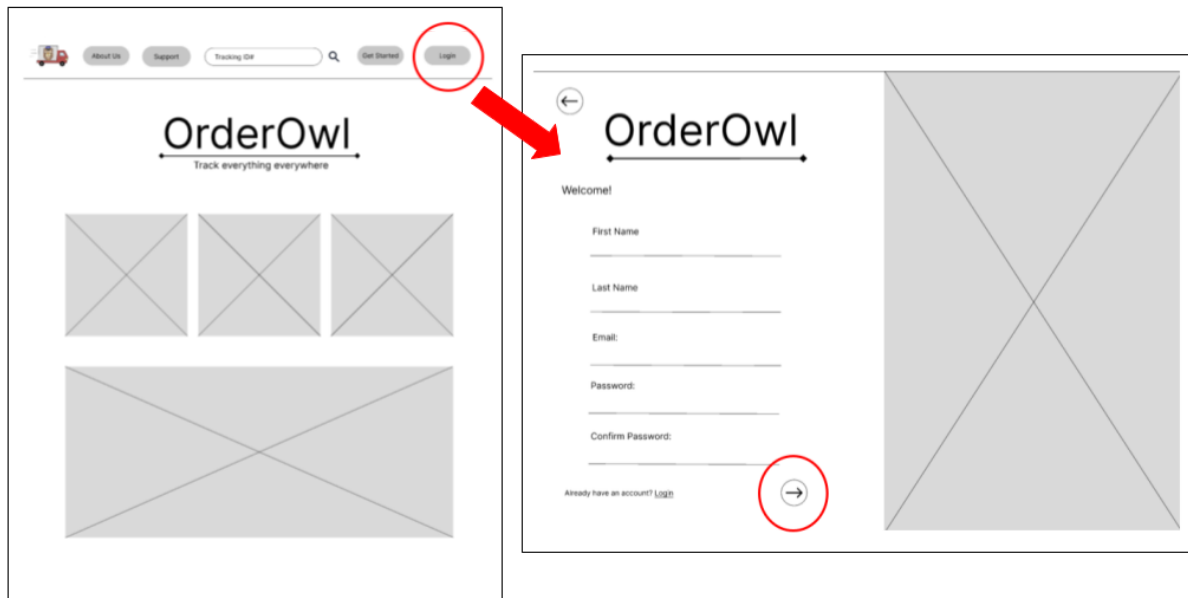 About Us
Support
Tracking ID#
Get Started
Login
OrderOwl
Track everything everywhere
OrderOwl
Welcome!
First Name
Last Name
Email:
Password:
Confirm Password:
Already have an account? Login